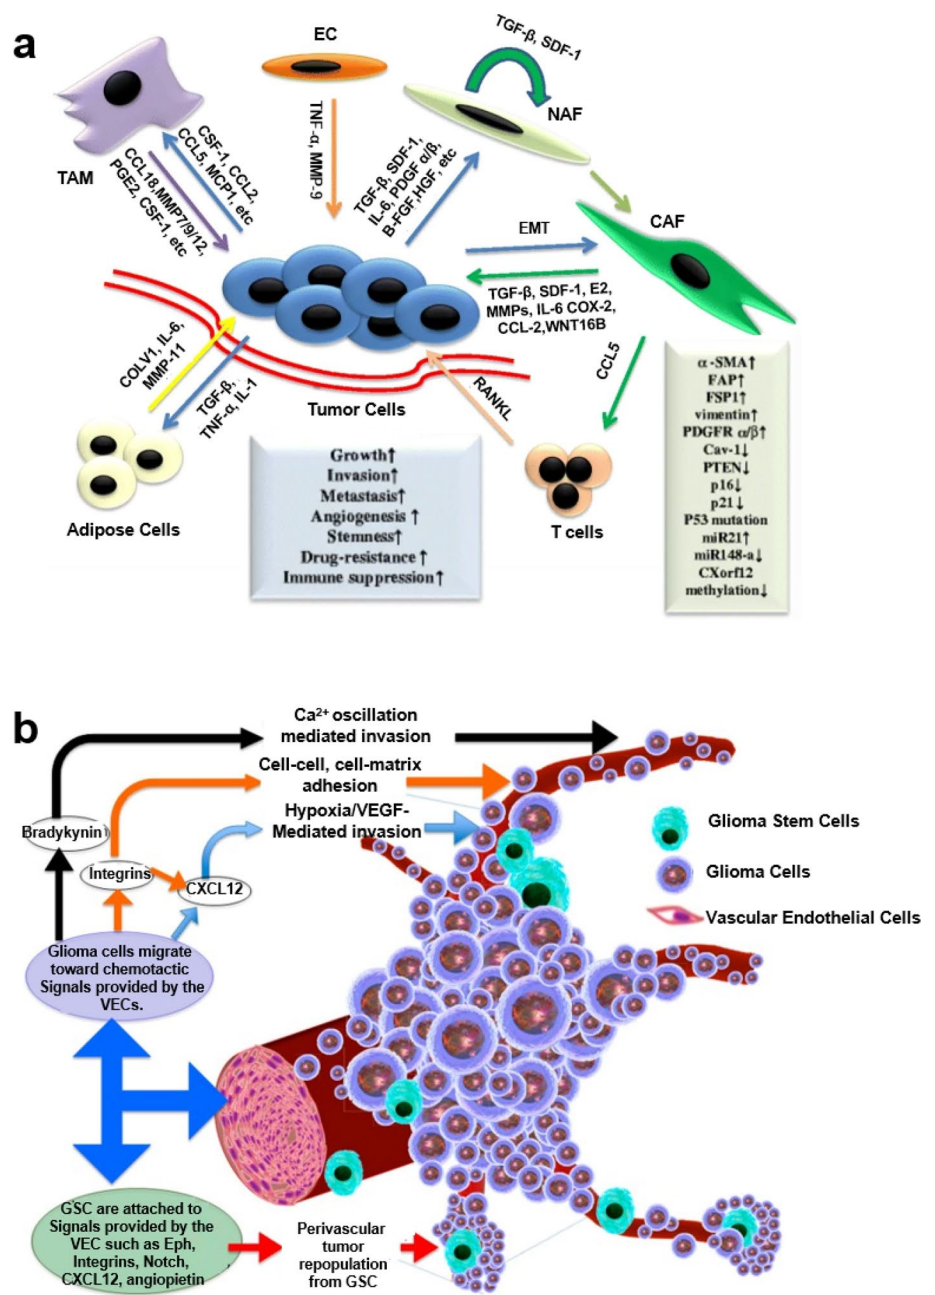 a
TGF-β, SDF-1
EC
NAF
TAM
CSF-1, CCL2,
CCL5, MCP1, etc
CCL18,MMP7/9/12,
PGE2, CSF-1, etc
TNF-α, MMP-9
TGF-β, SDF-1,
IL-6, PDGF α/β,
B-FGF,HGF, etc
CAF
EMT
TGF-β, SDF-1, E2,
MMPs, IL-6 COX-2,
CCL-2,WNT16B
COLV1, IL-6,
MMP-11
TGF-β,
TNF-α, IL-1
Tumor Cells
RANKL
CCL5
Adipose Cells
T cells
Growth↑
Invasion↑
Metastasis↑
Angiogenesis ↑
Stemness↑
Drug-resistance ↑
Immune suppression↑
α-SMA↑
FAP↑
FSP1↑
vimentin↑
PDGFR α/β↑
Cav-1↓
PTEN↓
p16↓
p21↓
P53 mutation
miR21↑
miR148-a↓
CXorf12
methylation↓
b
Ca²⁺ oscillation
mediated invasion
Cell-cell, cell-matrix
adhesion
Hypoxia/VEGF-
Mediated invasion
Bradykynin
Integrins
CXCL12
Glioma cells migrate
toward chemotactic
Signals provided by the
VECs.
Glioma Stem Cells
Glioma Cells
Vascular Endothelial Cells
GSC are attached to
Signals provided by the
VEC such as Eph,
Integrins, Notch,
CXCL12, angiopietin
Perivascular
tumor
repopulation
from GSC